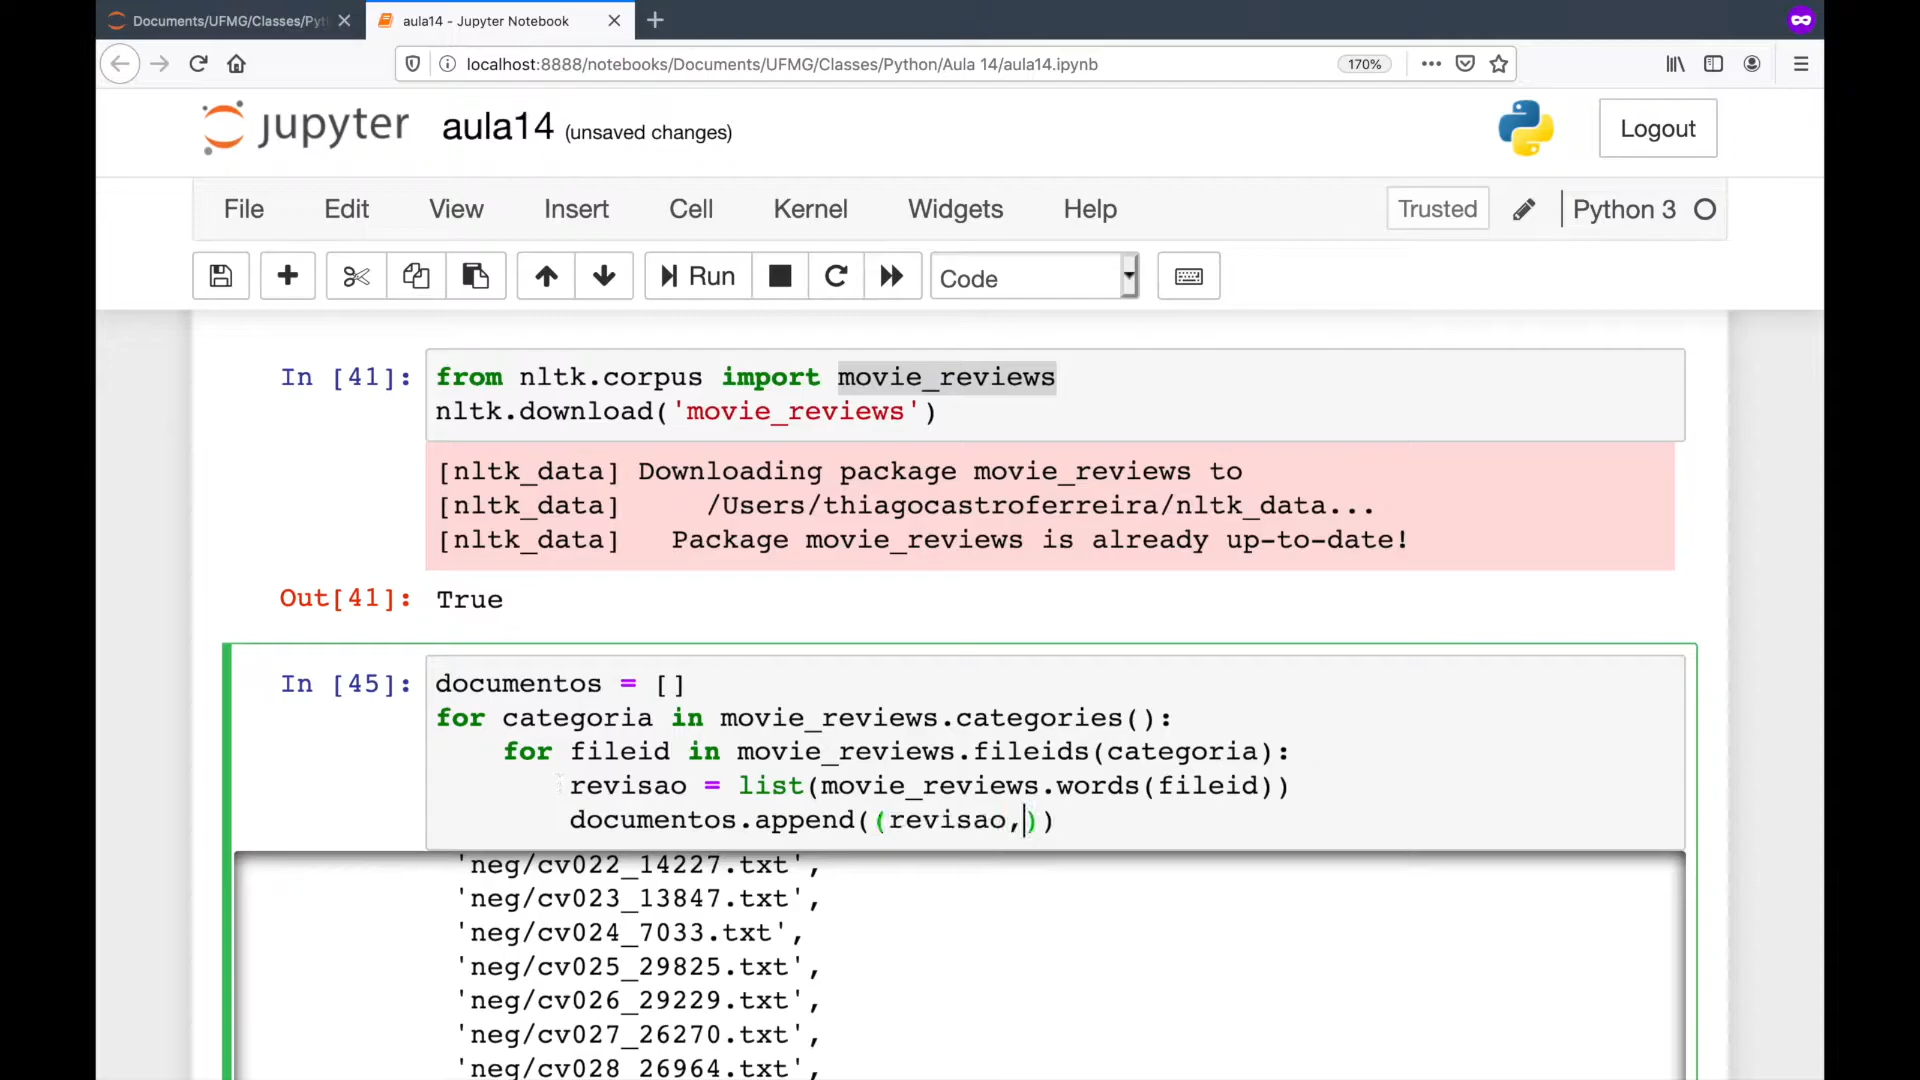 Documents/UFMG/Classes/Pyt
aula14 - Jupyter Notebook
localhost:8888/notebooks/Documents/UFMG/Classes/Python/Aula 14/aula14.ipynb
170%
jupyter aula14 (unsaved changes)
Logout
File Edit View Insert Cell Kernel Widgets Help
Trusted
Python 3
Run
Code
In [41]: from nltk.corpus import movie_reviews
nltk.download('movie_reviews')
[nltk_data] Downloading package movie_reviews to
[nltk_data]     /Users/thiagocastroferreira/nltk_data...
[nltk_data]   Package movie_reviews is already up-to-date!
Out[41]: True
In [45]: documentos = []
for categoria in movie_reviews.categories():
    for fileid in movie_reviews.fileids(categoria):
        revisao = list(movie_reviews.words(fileid))
        documentos.append((revisao,))
'neg/cv022_14227.txt',
'neg/cv023_13847.txt',
'neg/cv024_7033.txt',
'neg/cv025_29825.txt',
'neg/cv026_29229.txt',
'neg/cv027_26270.txt',
'neg/cv028_26964.txt',